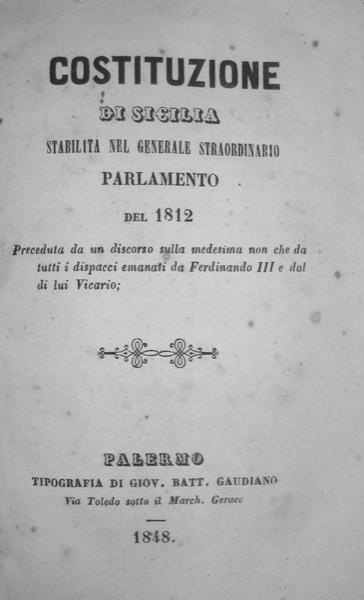 COSTITUZIONE
DI SICILIA
STABILITA NEL GENERALE STRAORDINARIO
PARLAMENTO
DEL 1812
Preceduta da un discorso sulla medesima non che da
tutti i dispacci emanati da Ferdinando III e dal
di lui Vicario;
PALERMO
TIPOGRAFIA DI GIOV. BATT. GAUDIANO
Via Toledo sotto il March. Gerace
1848.